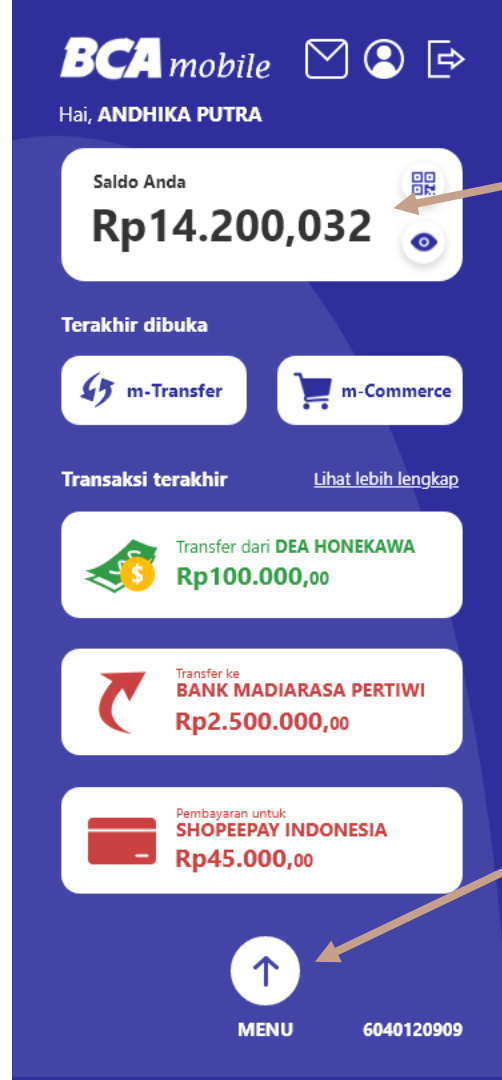 BCA mobile
Hai, ANDHIKA PUTRA
Saldo Anda
Rp14.200,032
Terakhir dibuka
m-Transfer
m-Commerce
Transaksi terakhir
Lihat lebih lengkap
Transfer dari DEA HONEKAWA
Rp100.000,00
Transfer ke
BANK MADIARASA PERTIWI
Rp2.500.000,00
Pembayaran untuk
SHOPEEPAY INDONESIA
Rp45.000,00
MENU
6040120909